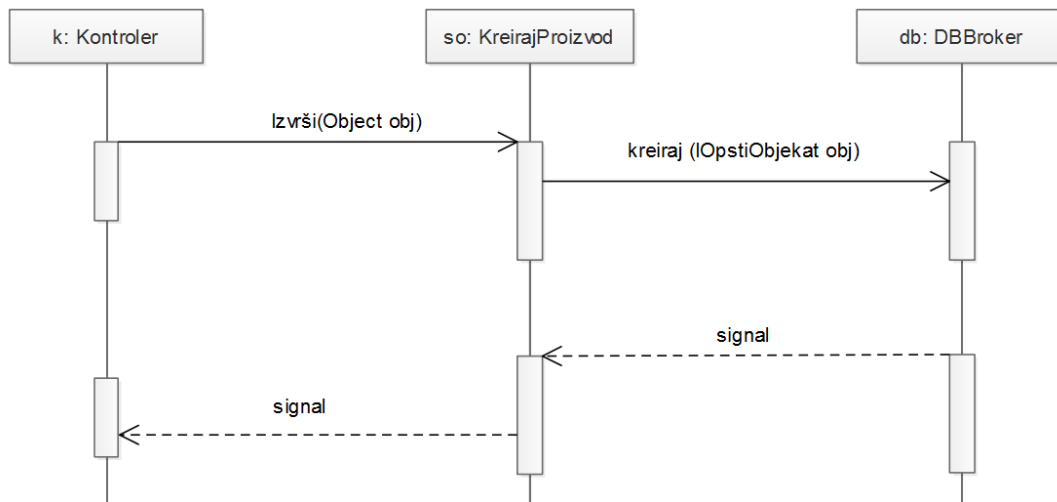 k: Kontroler
so: KreirajProizvod
db: DBBroker
Izvrši(Object obj)
kreiraj (IOpstiObjekat obj)
signal
signal